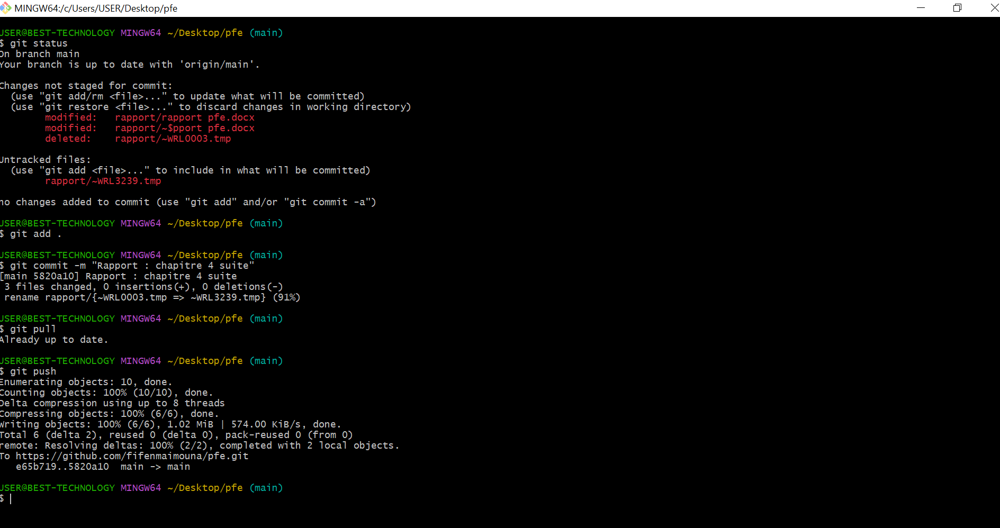 MINGW64:/c/Users/USER/Desktop/pfe
USER@BEST-TECHNOLOGY MINGW64 ~/Desktop/pfe (main)
$ git status
On branch main
Your branch is up to date with 'origin/main'.
Changes not staged for commit:
(use "git add/rm <file>..." to update what will be committed)
(use "git restore <file>..." to discard changes in working directory)
modified: rapport/rapport pfe.docx
modified: rapport/~$pport pfe.docx
deleted: rapport/~WRL0003.tmp
Untracked files:
(use "git add <file>..." to include in what will be committed)
rapport/~WRL3239.tmp
no changes added to commit (use "git add" and/or "git commit -a")
USER@BEST-TECHNOLOGY MINGW64 ~/Desktop/pfe (main)
$ git add .
USER@BEST-TECHNOLOGY MINGW64 ~/Desktop/pfe (main)
$ git commit -m "Rapport : chapitre 4 suite"
[main 5820a10] Rapport : chapitre 4 suite
3 files changed, 0 insertions(+), 0 deletions(-)
rename rapport/{~WRL0003.tmp => ~WRL3239.tmp} (91%)
USER@BEST-TECHNOLOGY MINGW64 ~/Desktop/pfe (main)
$ git pull
Already up to date.
USER@BEST-TECHNOLOGY MINGW64 ~/Desktop/pfe (main)
$ git push
Enumerating objects: 10, done.
Counting objects: 100% (10/10), done.
Delta compression using up to 8 threads
Compressing objects: 100% (6/6), done.
Writing objects: 100% (6/6), 1.02 MiB | 574.00 KiB/s, done.
Total 6 (delta 2), reused 0 (delta 0), pack-reused 0 (from 0)
remote: Resolving deltas: 100% (2/2), completed with 2 local objects.
To https://github.com/fifenmaimouna/pfe.git
e65b719..5820a10 main -> main
USER@BEST-TECHNOLOGY MINGW64 ~/Desktop/pfe (main)
$